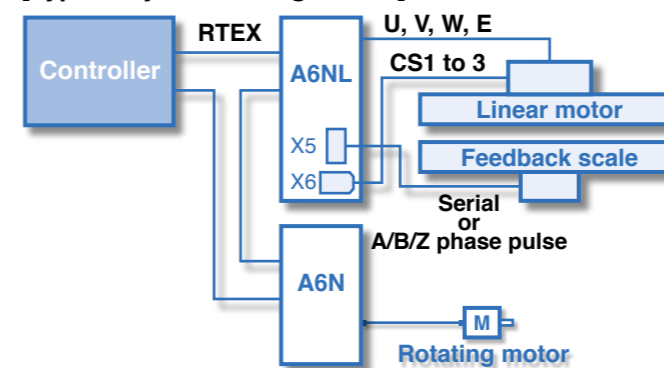 RTEX
U, V, W, E
Controller
A6NL
CS1 to 3
Linear motor
X5
Feedback scale
X6
Serial
or
A/B/Z phase pulse
A6N
M
Rotating motor